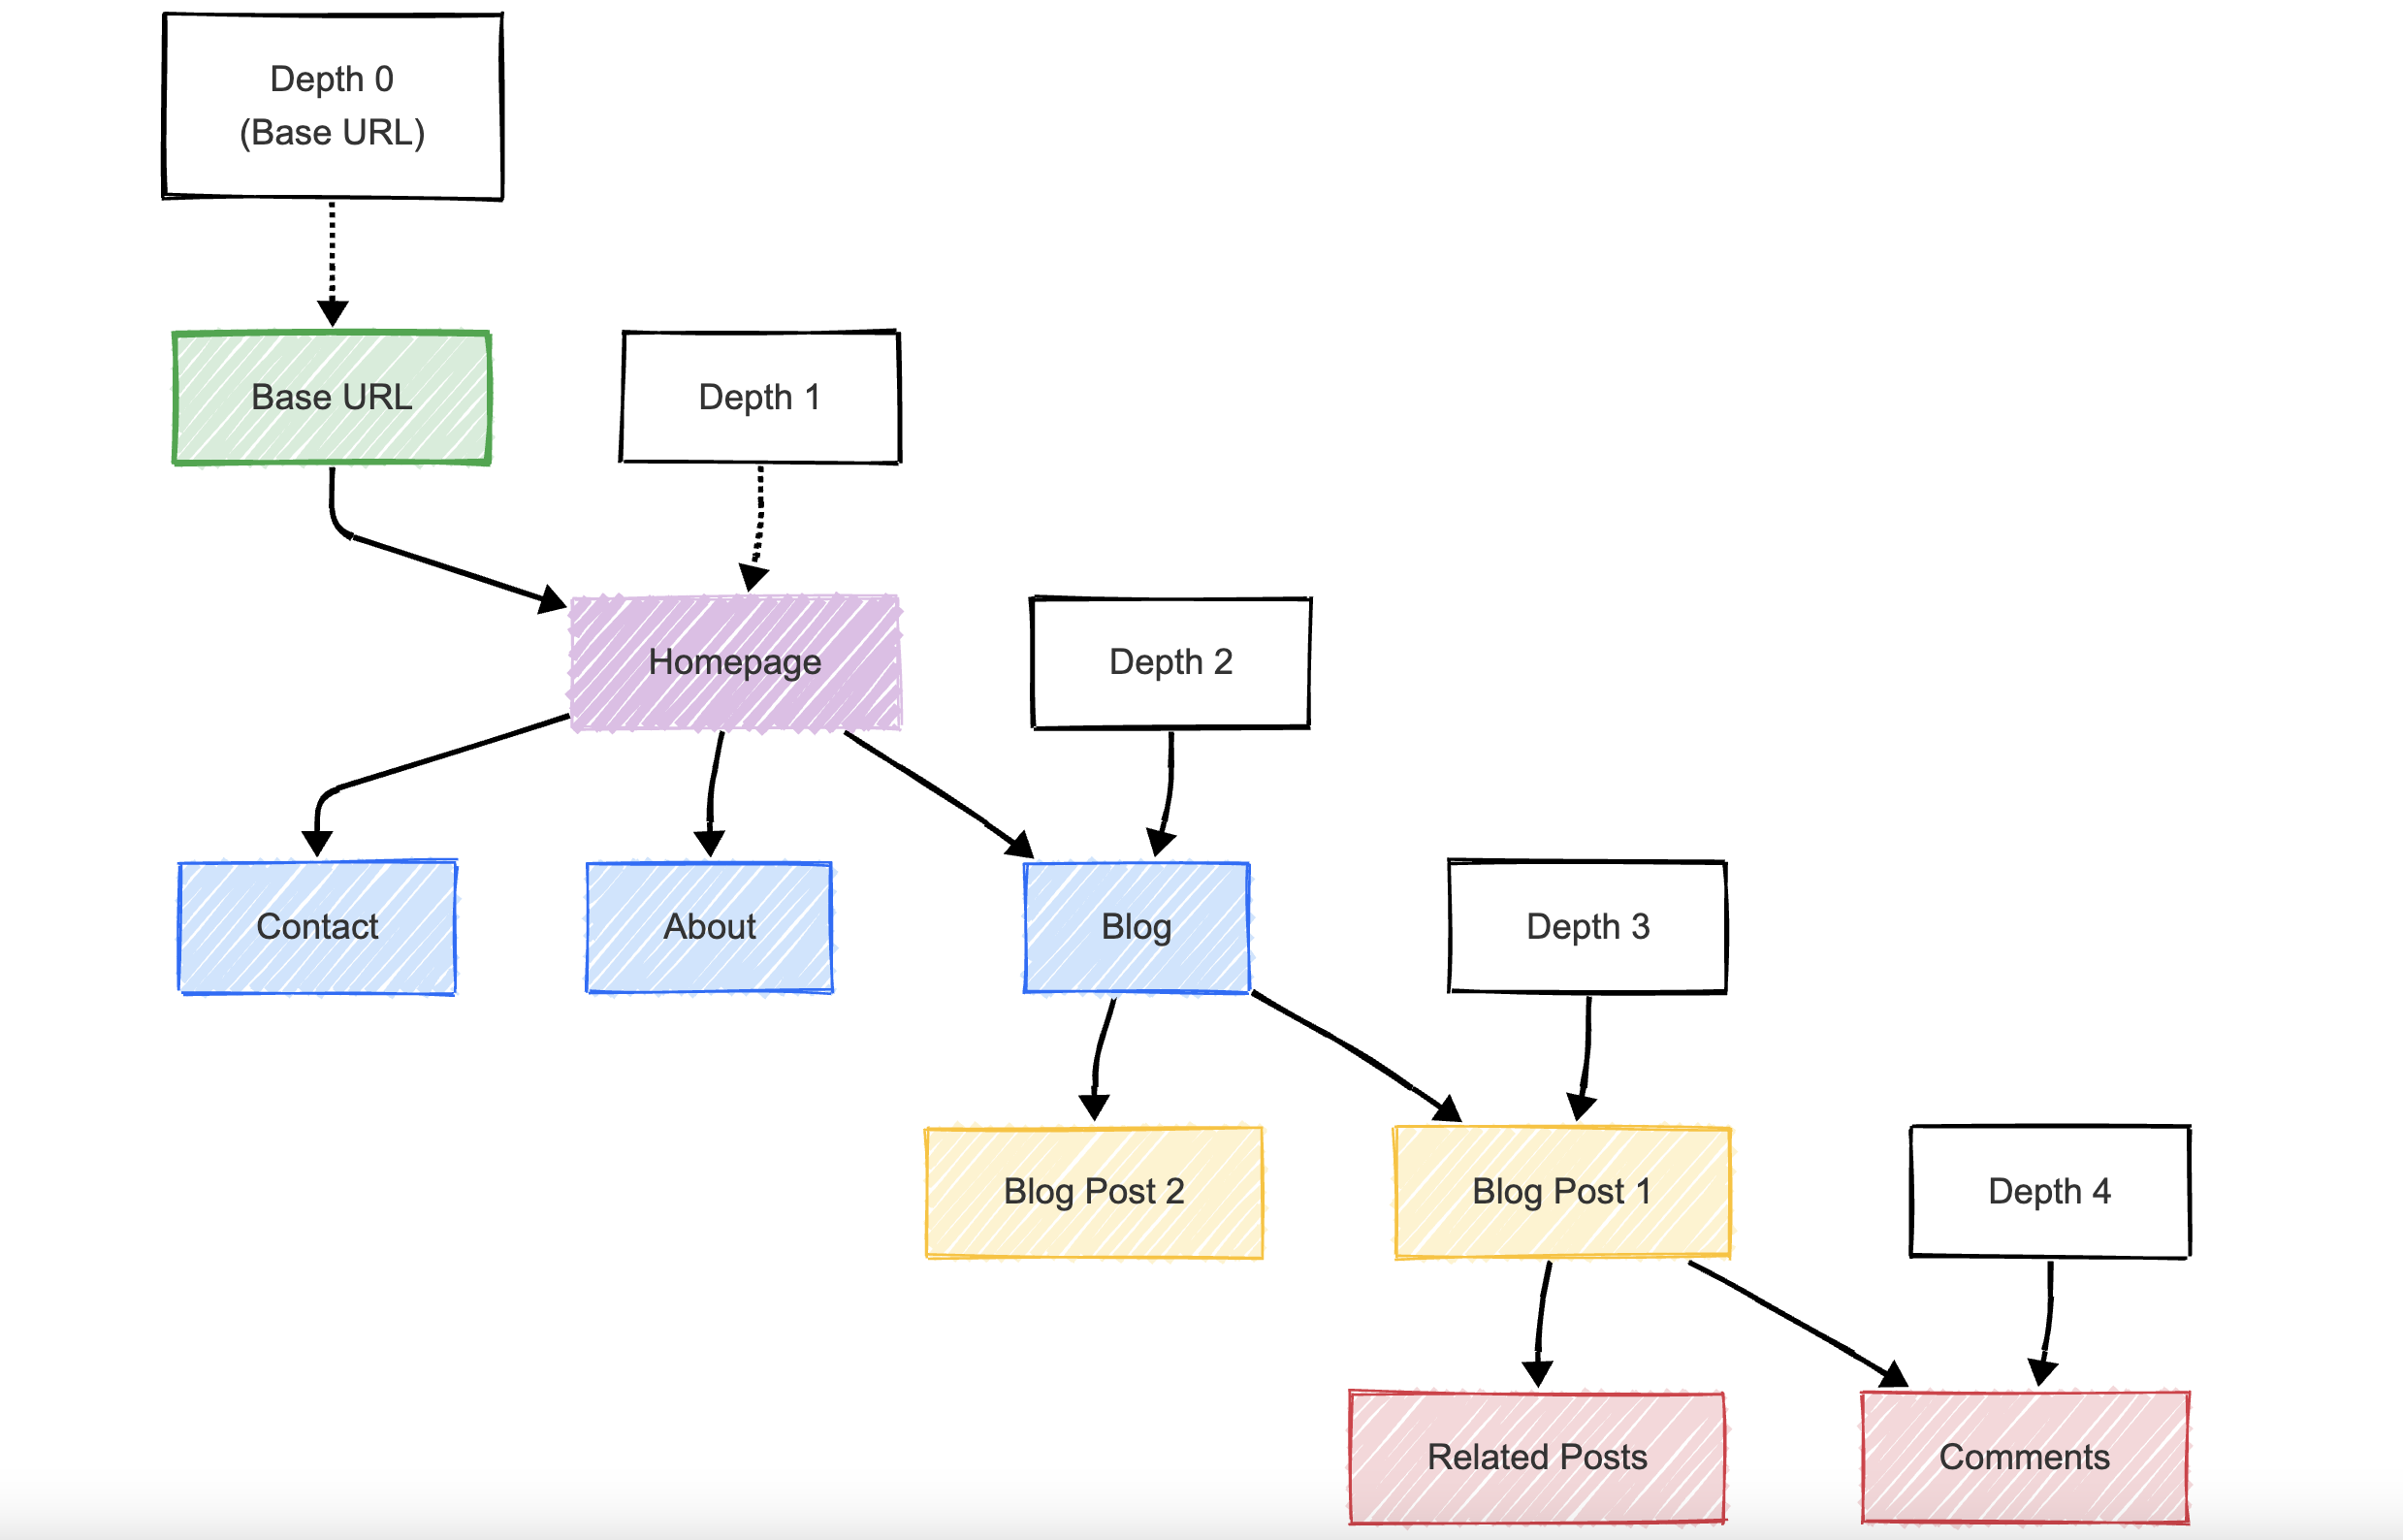 Depth 0
(Base URL)
Base URL
Depth 1
Homepage
Depth 2
Contact
About
Blog
Depth 3
Blog Post 2
Blog Post 1
Depth 4
Related Posts
Comments